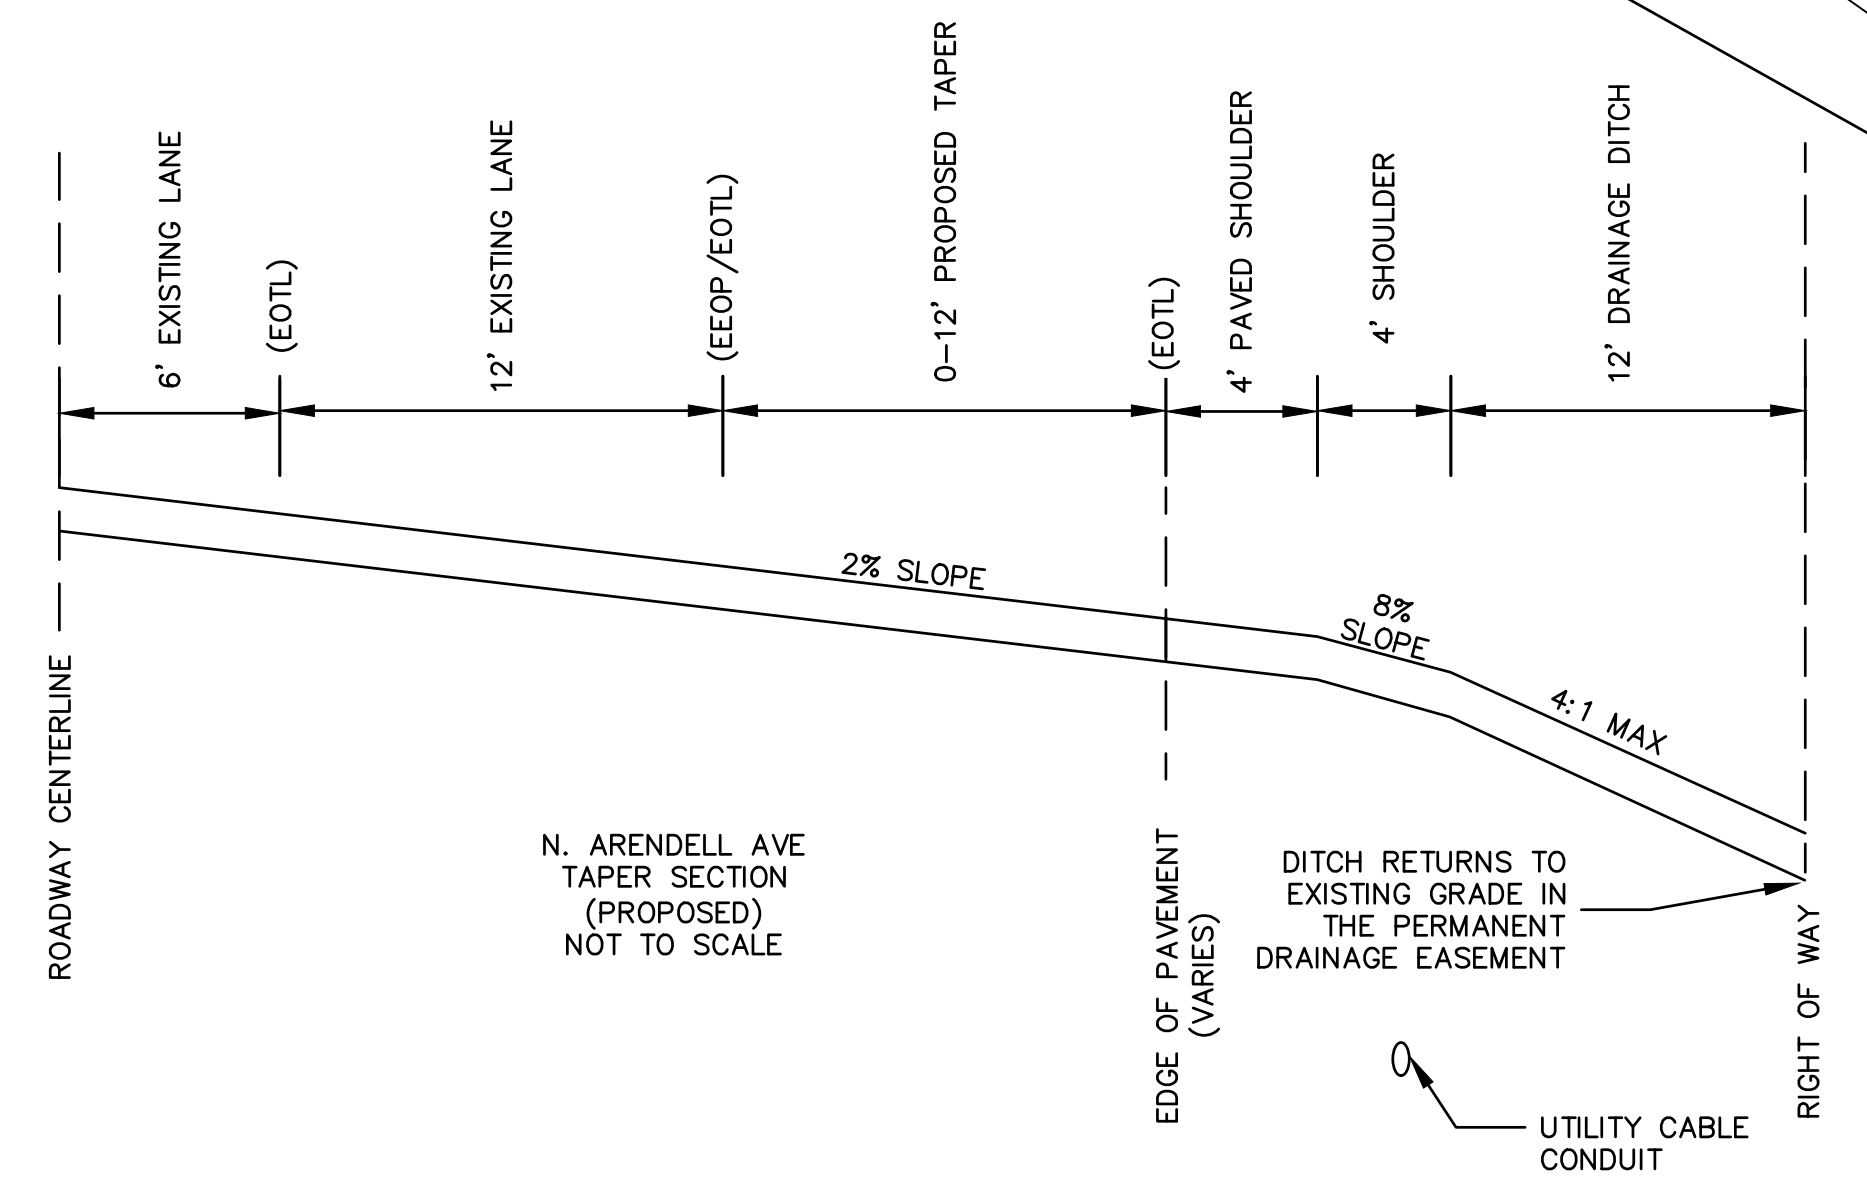 6' EXISTING LANE
(EOTL)
12' EXISTING LANE
(EEOP/EOTL)
0-12' PROPOSED TAPER
(EOTL)
4' PAVED SHOULDER
4' SHOULDER
12' DRAINAGE DITCH
2% SLOPE
8%
SLOPE
4:1 MAX
ROADWAY CENTERLINE
N. ARENDELL AVE
TAPER SECTION
(PROPOSED)
NOT TO SCALE
EDGE OF PAVEMENT
(VARIES)
DITCH RETURNS TO
EXISTING GRADE IN
THE PERMANENT
DRAINAGE EASEMENT
RIGHT OF WAY
UTILITY CABLE
CONDUIT